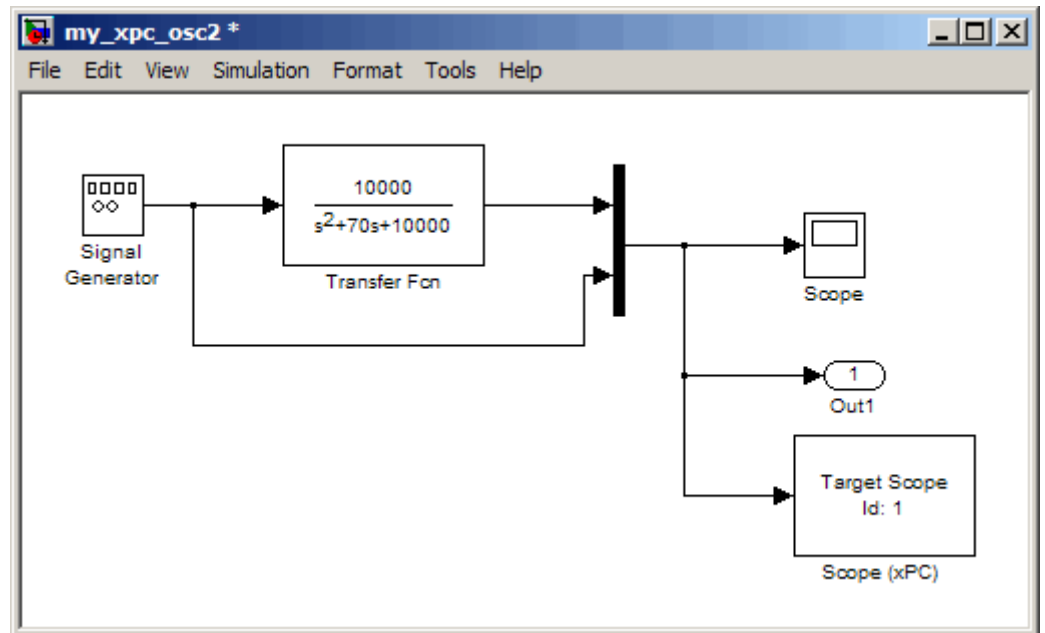 my_xpc_osc2 *
File Edit View Simulation Format Tools Help
Signal
Generator
10000
s2+70s+10000
Transfer Fcn
Scope
1
Out1
Target Scope
Id: 1
Scope (xPC)